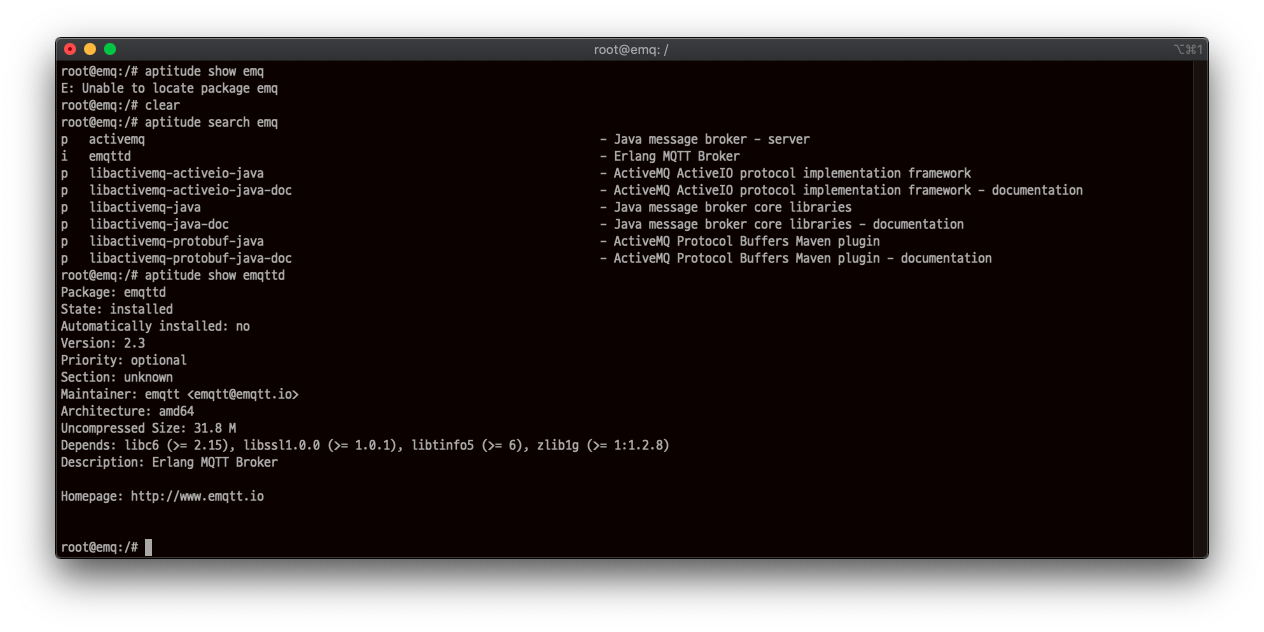 root@emq: /
⌥⌘1
root@emq:/# aptitude show emq
E: Unable to locate package emq
root@emq:/# clear
root@emq:/# aptitude search emq
p   activemq                                                                 - Java message broker - server
i   emqttd                                                                   - Erlang MQTT Broker
p   libactivemq-activeio-java                                                - ActiveMQ ActiveIO protocol implementation framework
p   libactivemq-activeio-java-doc                                            - ActiveMQ ActiveIO protocol implementation framework - documentation
p   libactivemq-java                                                         - Java message broker core libraries
p   libactivemq-java-doc                                                     - Java message broker core libraries - documentation
p   libactivemq-protobuf-java                                                - ActiveMQ Protocol Buffers Maven plugin
p   libactivemq-protobuf-java-doc                                            - ActiveMQ Protocol Buffers Maven plugin - documentation
root@emq:/# aptitude show emqttd
Package: emqttd
State: installed
Automatically installed: no
Version: 2.3
Priority: optional
Section: unknown
Maintainer: emqtt <emqtt@emqtt.io>
Architecture: amd64
Uncompressed Size: 31.8 M
Depends: libc6 (>= 2.15), libssl1.0.0 (>= 1.0.1), libtinfo5 (>= 6), zlib1g (>= 1:1.2.8)
Description: Erlang MQTT Broker
Homepage: http://www.emqtt.io
root@emq:/#